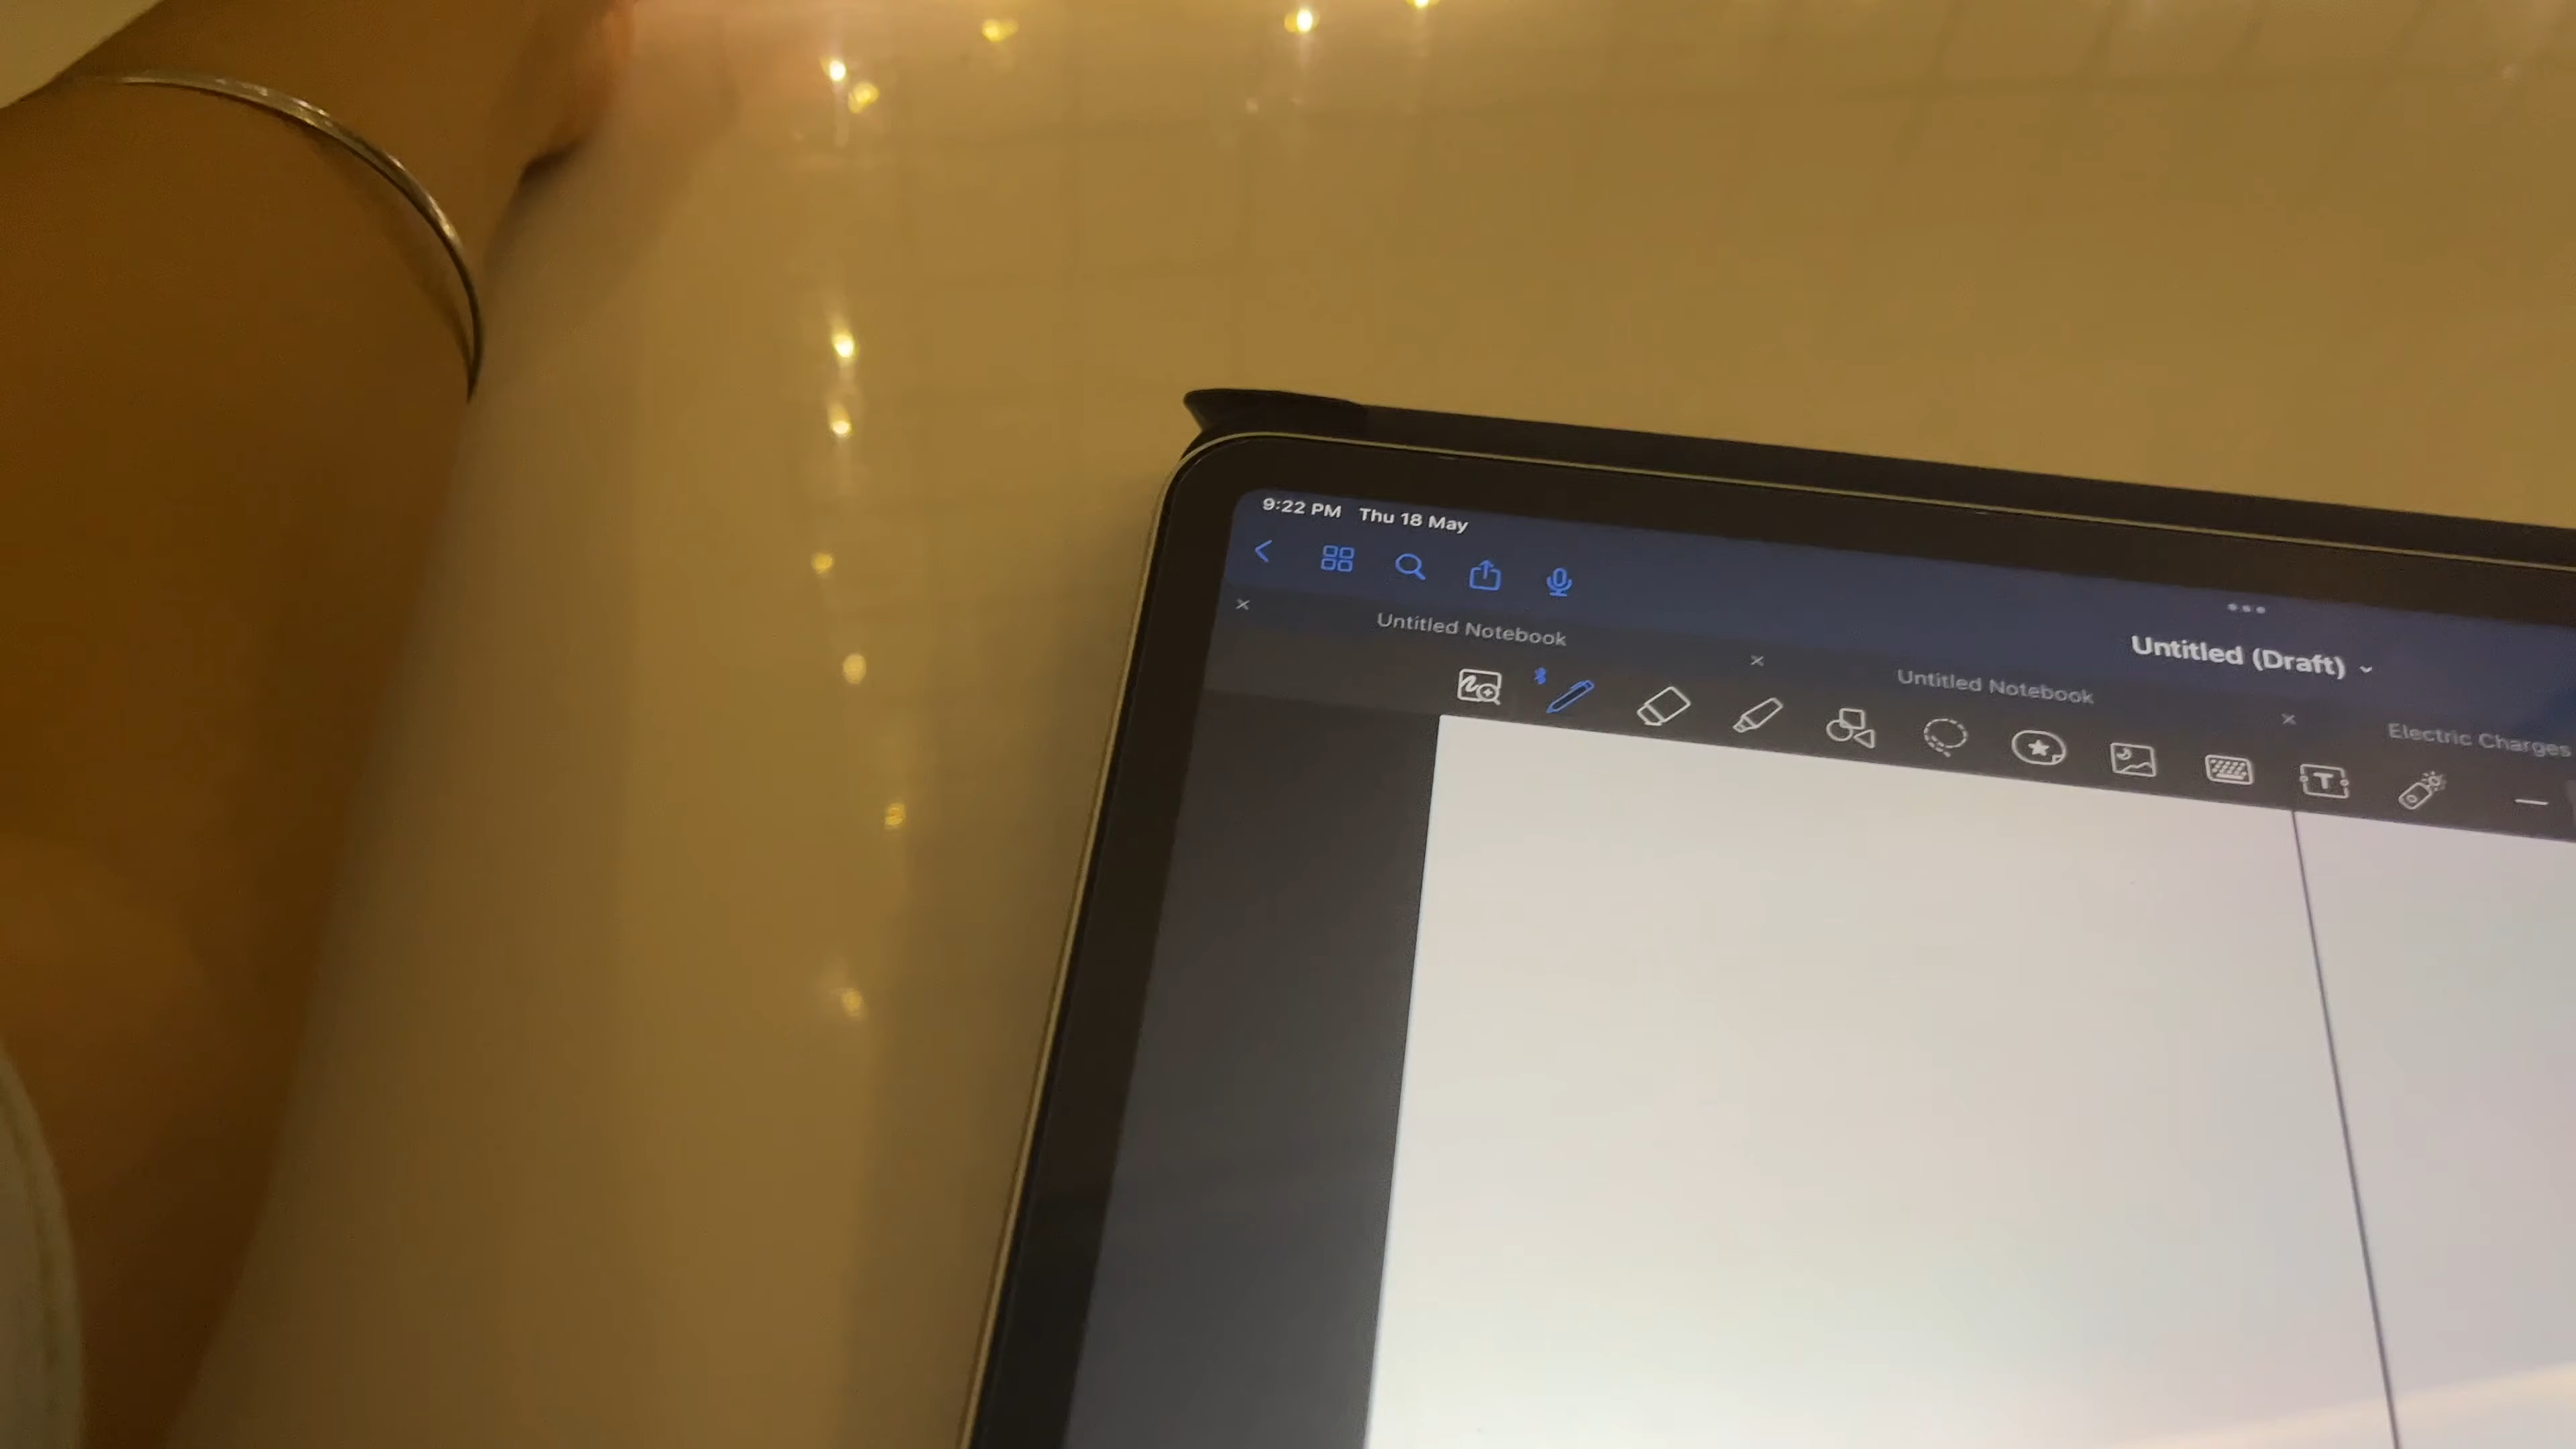 9:22 PM Thu 18 May
Untitled (Draft)
Untitled Notebook
Untitled Notebook
Electric Charges
T